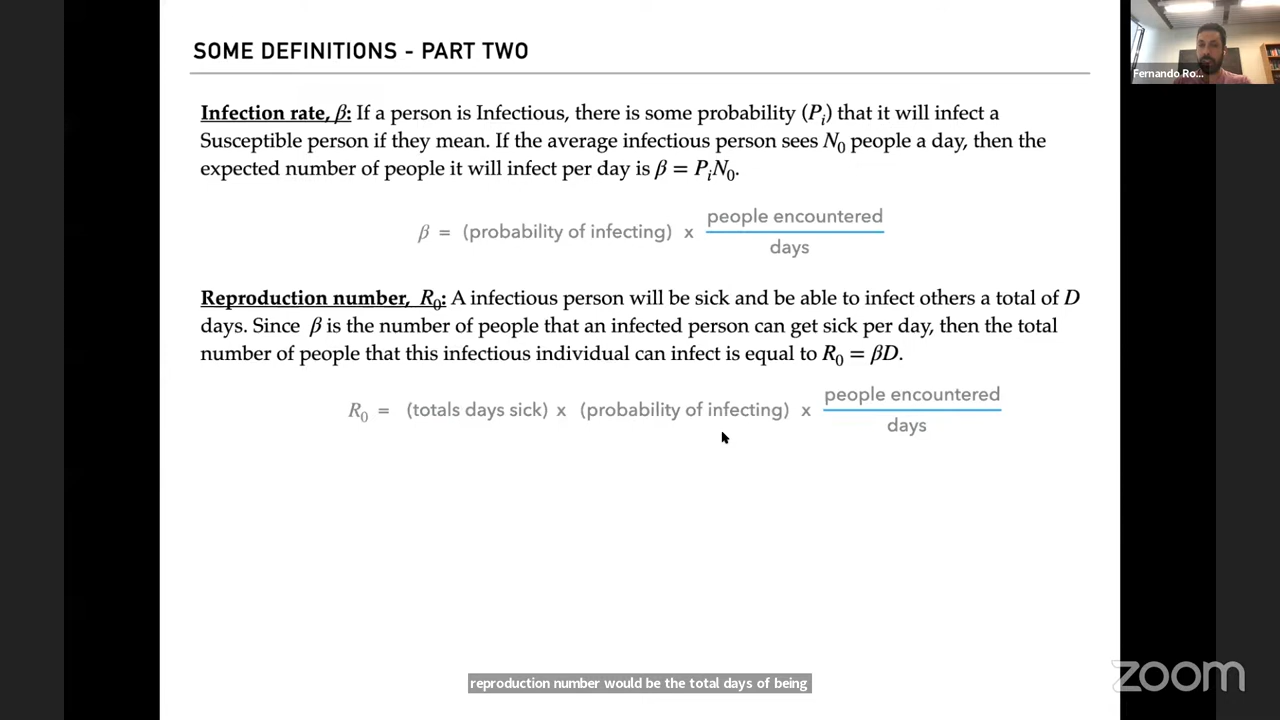 SOME DEFINITIONS - PART TWO
Fernando Ro...
Infection rate, β: If a person is Infectious, there is some probability (Pᵢ) that it will infect a
Susceptible person if they mean. If the average infectious person sees N₀ people a day, then the
expected number of people it will infect per day is β = PᵢN₀.
β = (probability of infecting) x people encountered
days
Reproduction number, R₀: A infectious person will be sick and be able to infect others a total of D
days. Since β is the number of people that an infected person can get sick per day, then the total
number of people that this infectious individual can infect is equal to R₀ = βD.
R₀ = (totals days sick) x (probability of infecting) x people encountered
days
reproduction number would be the total days of being
zoom